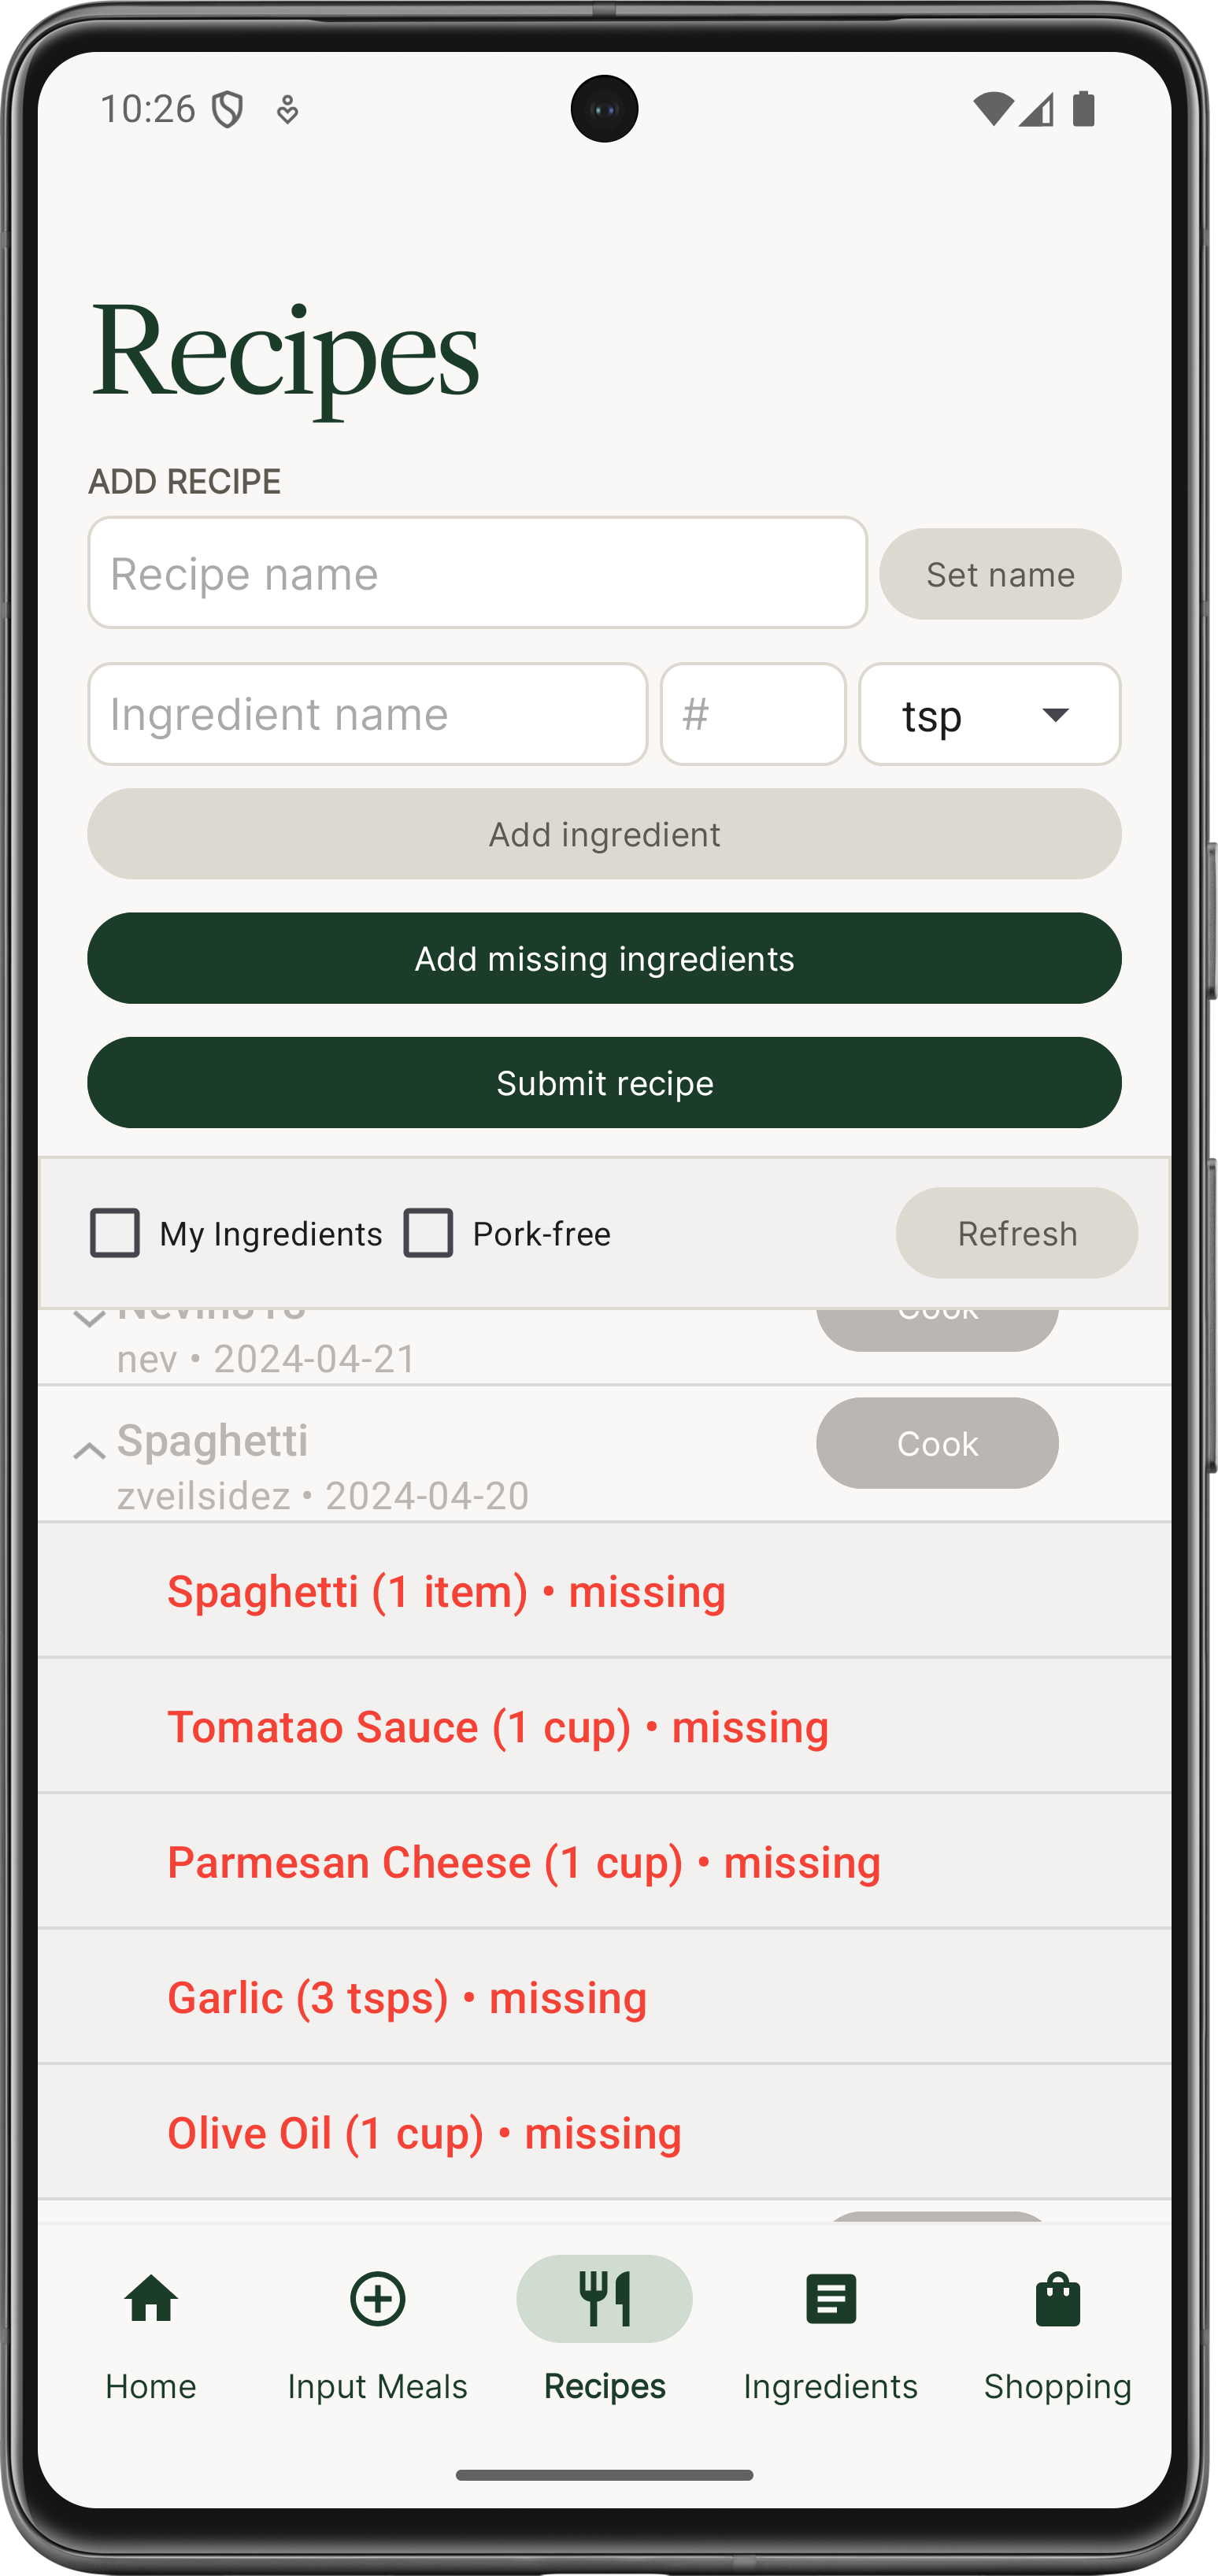 10:26
Recipes
ADD RECIPE
Recipe name
Set name
Ingredient name
#
tsp
Add ingredient
Add missing ingredients
Submit recipe
My Ingredients
Pork-free
Refresh
Cook
nev • 2024-04-21
Spaghetti
Cook
zveilsidez • 2024-04-20
Spaghetti (1 item) • missing
Tomatao Sauce (1 cup) • missing
Parmesan Cheese (1 cup) • missing
Garlic (3 tsps) • missing
Olive Oil (1 cup) • missing
Home
Input Meals
Recipes
Ingredients
Shopping